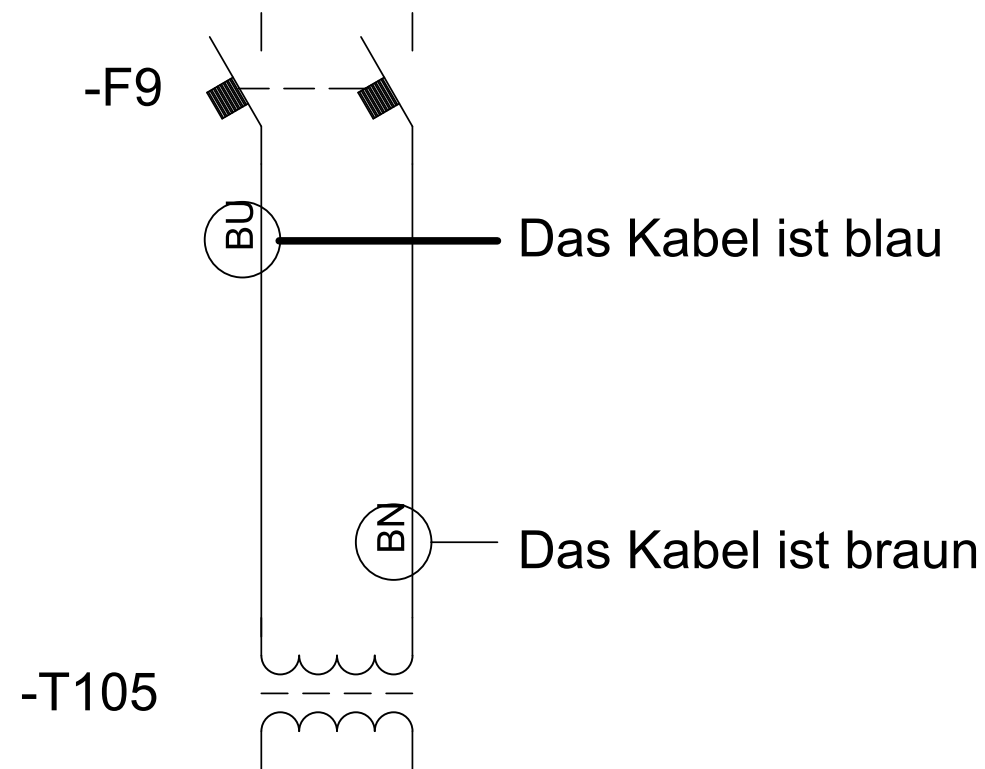 -F9
BU
Das Kabel ist blau
BN
Das Kabel ist braun
-T105